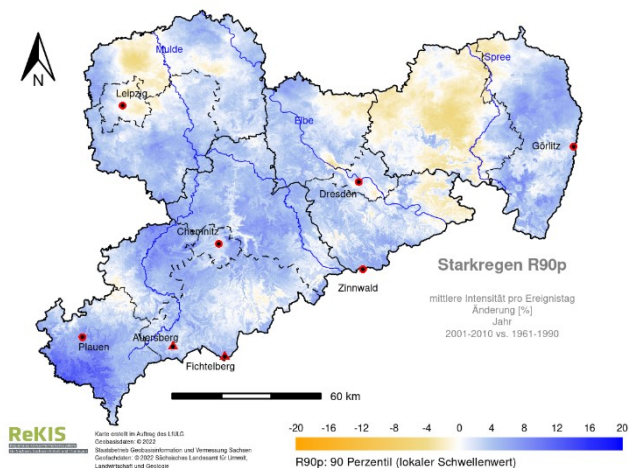 N
Mulde
Spree
Leipzig
Elbe
Görlitz
Dresden
Chemnitz
Starkregen R90p
Zinnwald
mittlere Intensität pro Ereignistag
Änderung [%]
Jahr
2001-2010 vs. 1961-1990
Auersberg
Plauen
Fichtelberg
60 km
ReKIS
Karte erstellt im Auftrag des LfULG
Geobasisdaten: © 2022
Staatsbetrieb Geobasisinformation und Vermessung Sachsen
Geofachdaten: © 2022 Sächsisches Landesamt für Umwelt,
Landwirtschaft und Geologie
-20 -16 -12 -8 -4 0 4 8 12 16 20
R90p: 90 Perzentil (lokaler Schwellenwert)